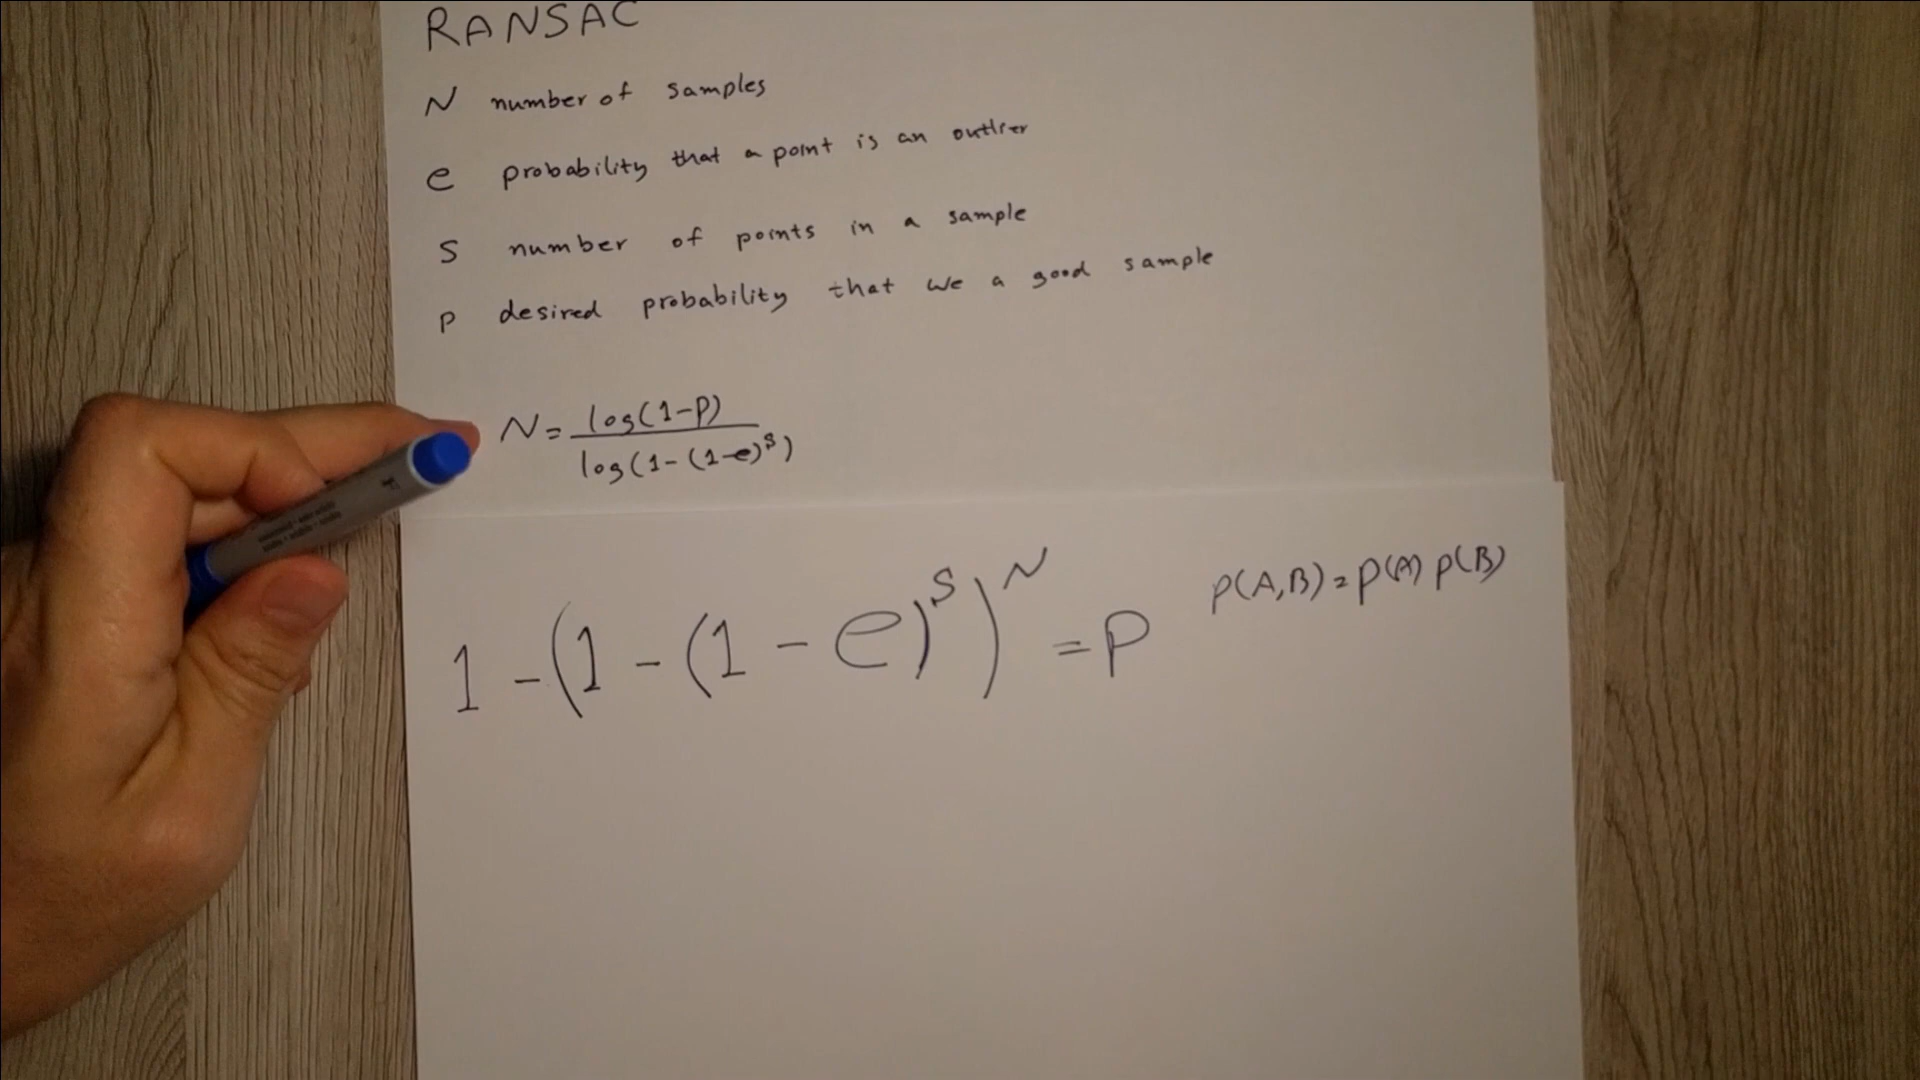 RANSAC
N number of samples
e probability that a point is an outlier
S number of points in a sample
p desired probability that we a good sample
N = log(1-p) / log(1-(1-e)^s)
1 - (1 - (1 - e)^s)^N = p
p(A,B) = p(A) p(B)